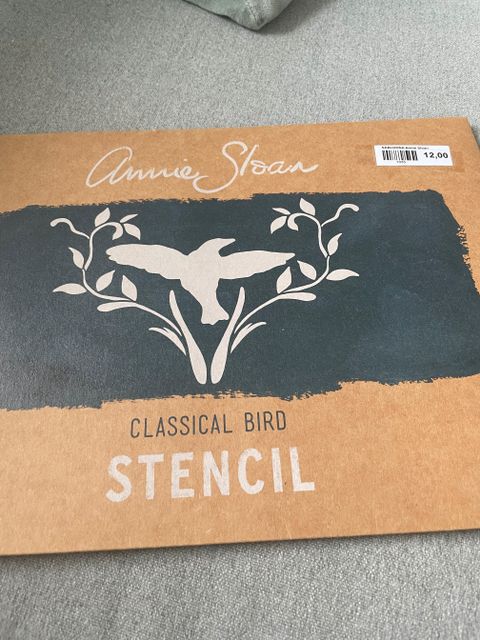 Annie Sloan
12,00
CLASSICAL BIRD
STENCIL